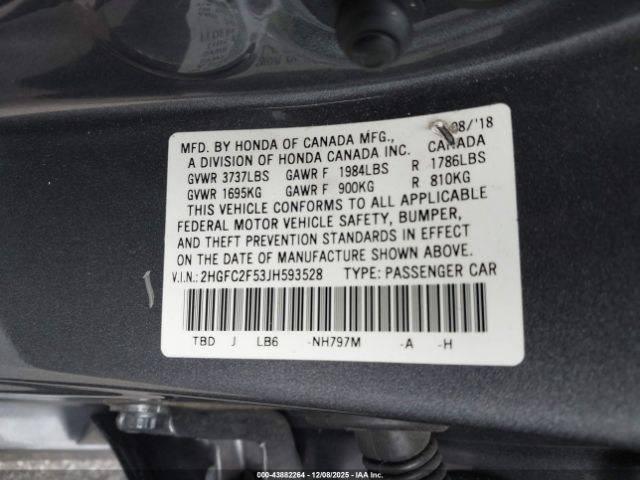 MFD. BY HONDA OF CANADA MFG., 08/'18
A DIVISION OF HONDA CANADA INC. CANADA
GVWR 3737LBS GAWR F 1984LBS R 1786LBS
GVWR 1695KG GAWR F 900KG R 810KG
THIS VEHICLE CONFORMS TO ALL APPLICABLE
FEDERAL MOTOR VEHICLE SAFETY, BUMPER,
AND THEFT PREVENTION STANDARDS IN EFFECT
ON THE DATE OF MANUFACTURE SHOWN ABOVE.
V.I.N.: 2HGFC2F53JH593528 TYPE: PASSENGER CAR
TBD J LB6 -NH797M -A -H
000-43882264 - 12/08/2025 - IAA Inc.